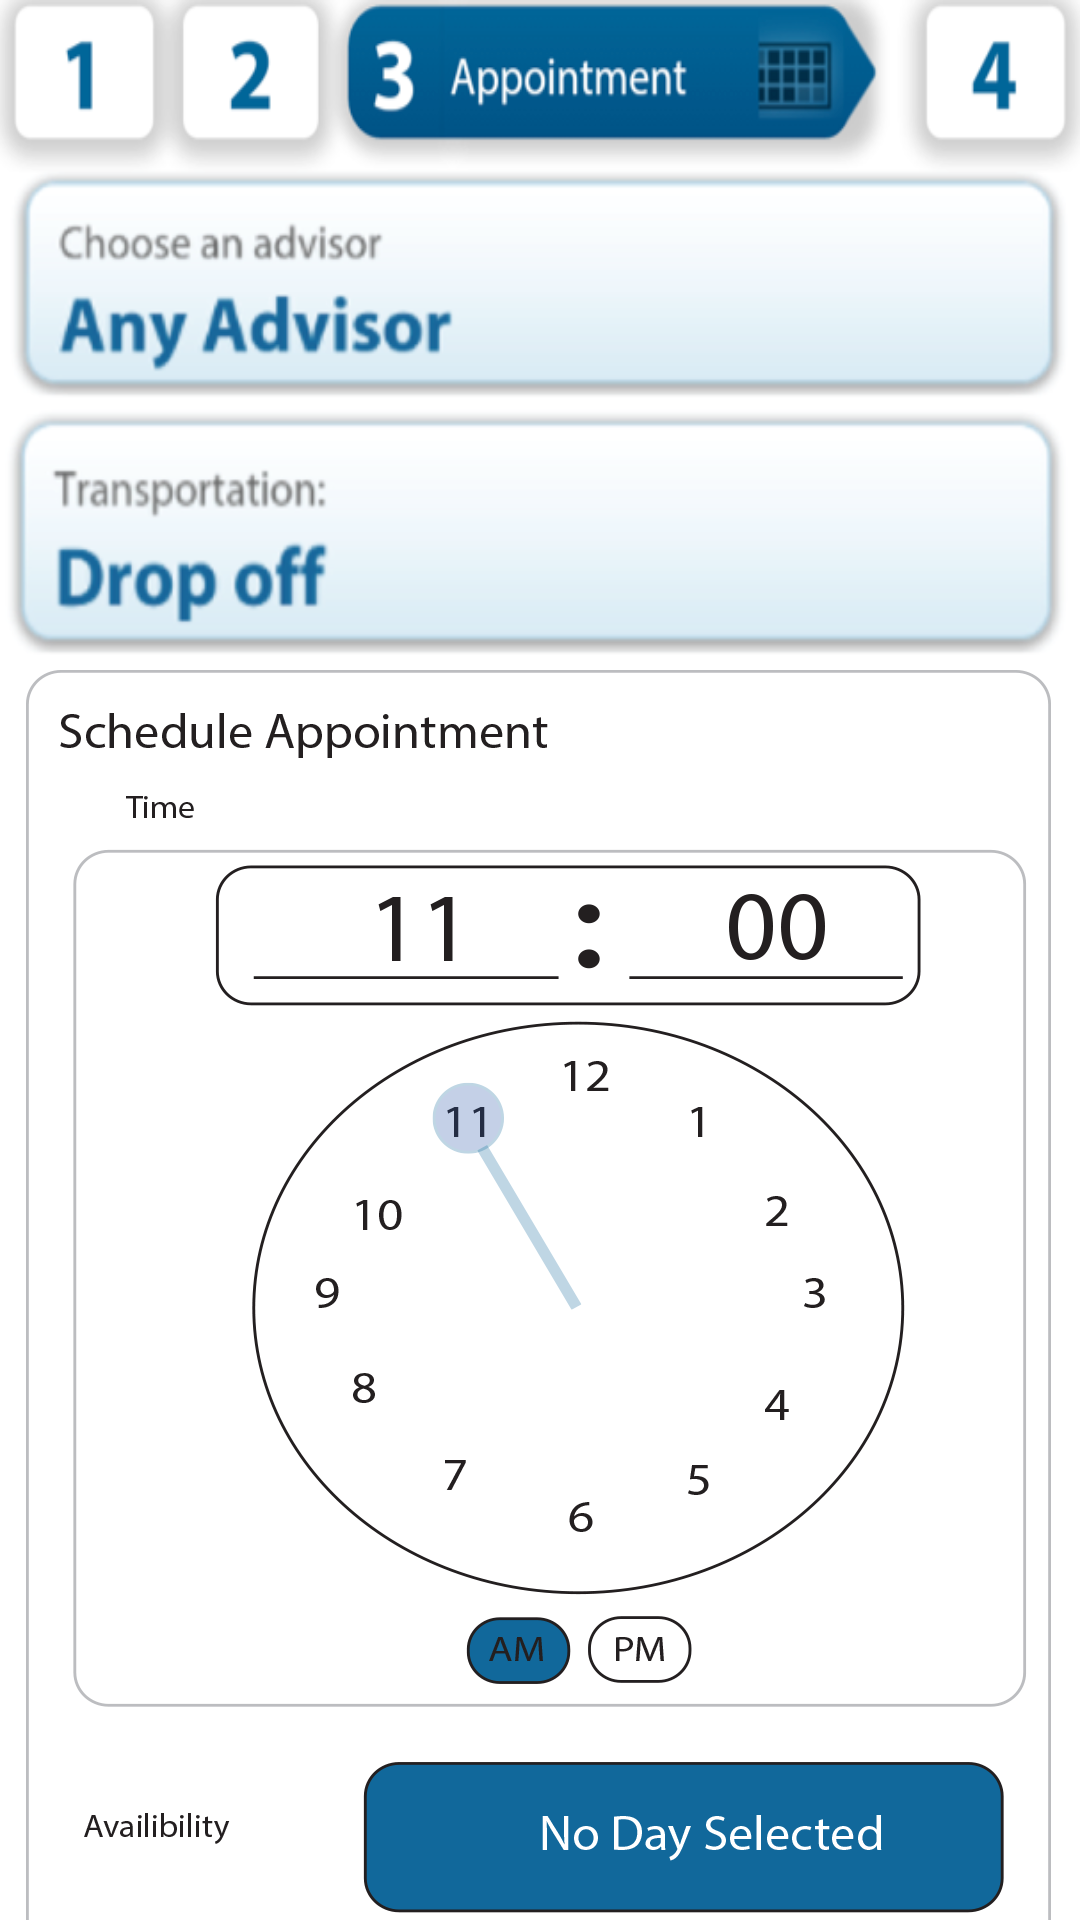 1 2 3 Appointment 4
Choose an advisor
Any Advisor
Transportation:
Drop off
Schedule Appointment
Time
11 : 00
12
11 1
10 2
9 3
8 4
7 5
6
AM PM
Availibility No Day Selected